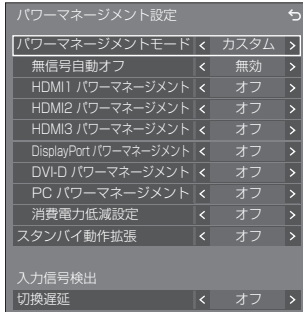 パワーマネージメント設定
パワーマネージメントモード < カスタム >
無信号自動オフ < 無効 >
HDMI1 パワーマネージメント < オフ >
HDMI2 パワーマネージメント < オフ >
HDMI3 パワーマネージメント < オフ >
DisplayPort パワーマネージメント < オフ >
DVI-D パワーマネージメント < オフ >
PC パワーマネージメント < オフ >
消費電力低減設定 < オフ >
スタンバイ動作拡張 < オフ >
入力信号検出
切換遅延 < オフ >